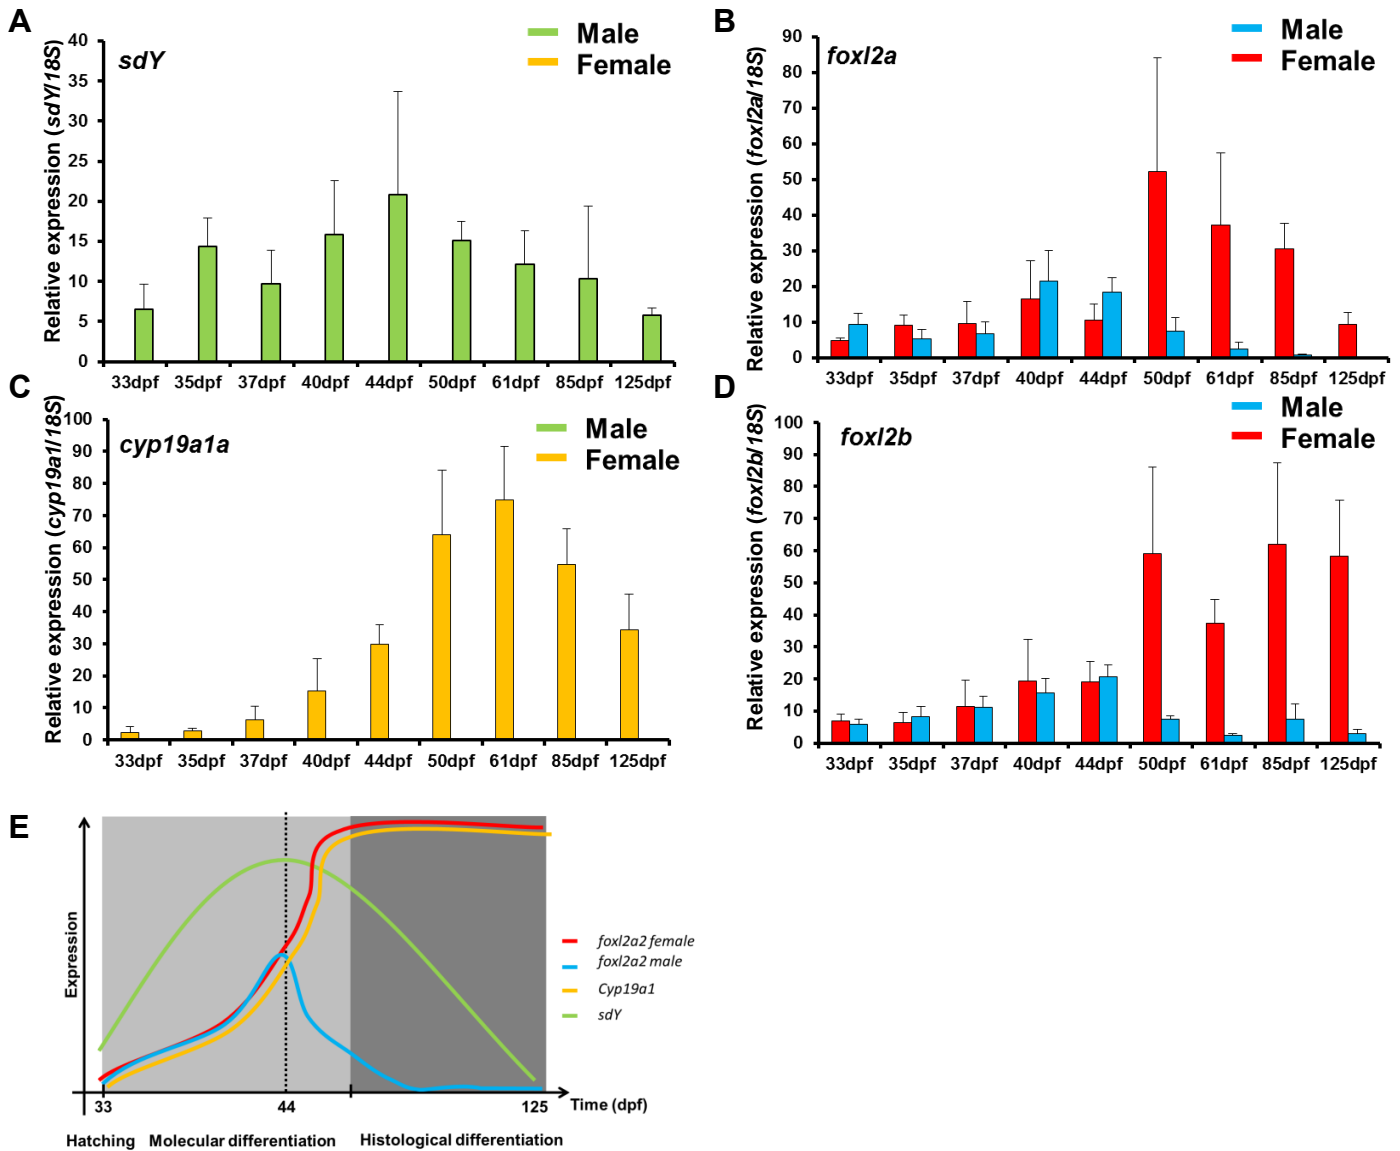 A
sdY
Male
Female
Relative expression (sdY/18S)
40
35
30
25
20
15
10
5
0
33dpf 35dpf 37dpf 40dpf 44dpf 50dpf 61dpf 85dpf 125dpf
B
foxl2a
Male
Female
Relative expression (foxl2a/18S)
90
80
70
60
50
40
30
20
10
0
33dpf 35dpf 37dpf 40dpf 44dpf 50dpf 61dpf 85dpf 125dpf
C
cyp19a1a
Male
Female
Relative expression (cyp19a1/18S)
100
90
80
70
60
50
40
30
20
10
0
33dpf 35dpf 37dpf 40dpf 44dpf 50dpf 61dpf 85dpf 125dpf
D
foxl2b
Male
Female
Relative expression (foxl2b/18S)
100
90
80
70
60
50
40
30
20
10
0
33dpf 35dpf 37dpf 40dpf 44dpf 50dpf 61dpf 85dpf 125dpf
E
Expression
foxl2a2 female
foxl2a2 male
Cyp19a1
sdY
33 44 125 Time (dpf)
Hatching Molecular differentiation Histological differentiation